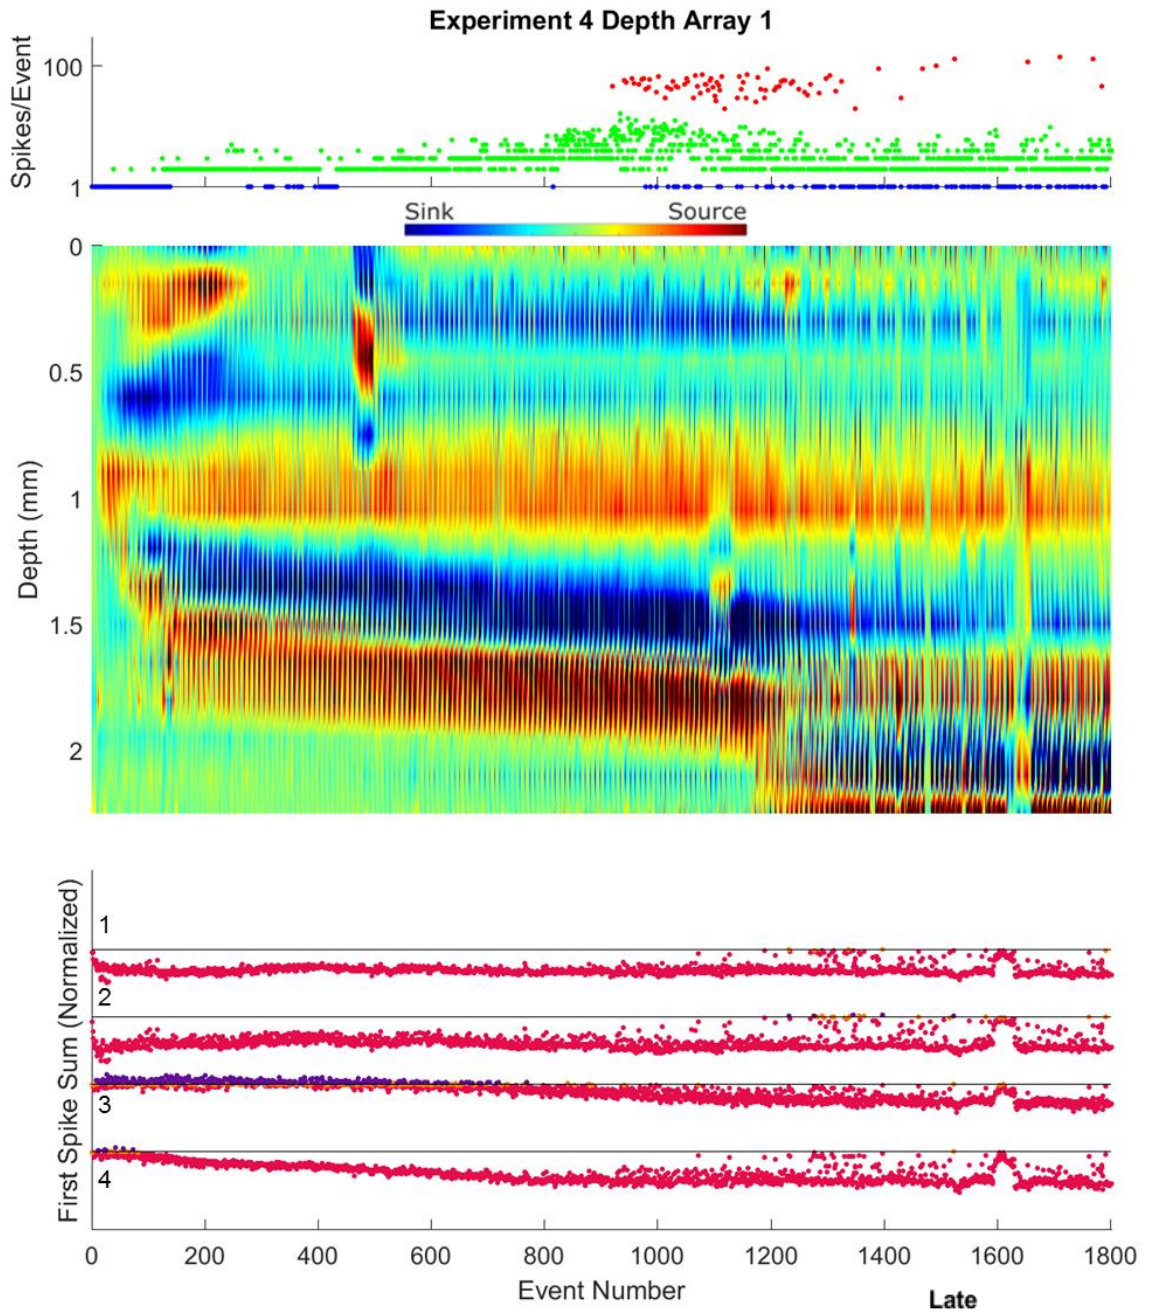 Experiment 4 Depth Array 1
Spikes/Event
100
1
Sink Source
Depth (mm)
0
0.5
1
1.5
2
First Spike Sum (Normalized)
1
2
3
4
0 200 400 600 800 1000 1200 1400 1600 1800
Event Number
Late